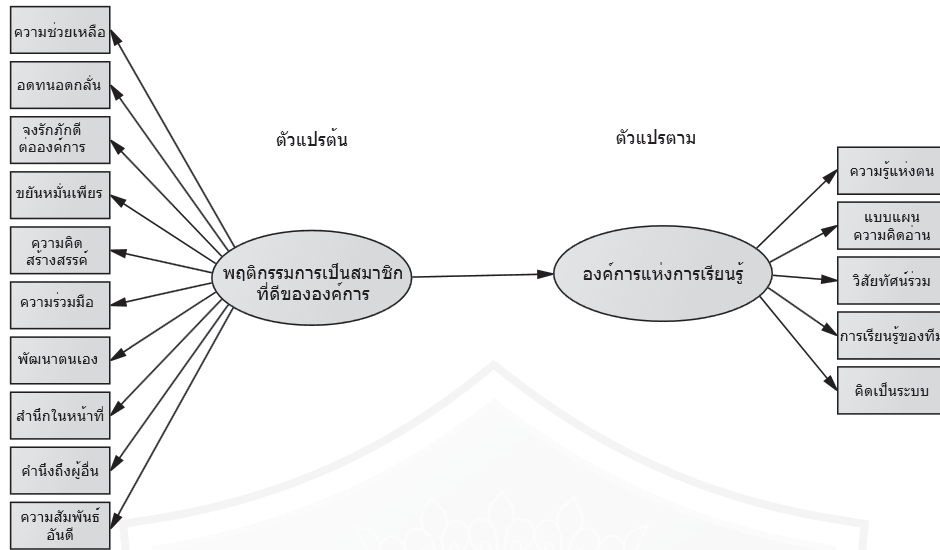 ความช่วยเหลือ
อดทนอดกลั่น
จงรักภักดี
ต่อองค์การ
ขยันหมั่นเพียร
ความคิด
สร้างสรรค์
ความร่วมมือ
พัฒนาตนเอง
สำนึกในหน้าที่
คำนึงถึงผู้อื่น
ความสัมพันธ์
อันดี
ตัวแปรต้น
พฤติกรรมการเป็นสมาชิก
ที่ดีขององค์การ
ตัวแปรตาม
องค์การแห่งการเรียนรู้
ความรู้แห่งตน
แบบแผน
ความคิดอ่าน
วิสัยทัศน์ร่วม
การเรียนรู้ของทีม
คิดเป็นระบบ